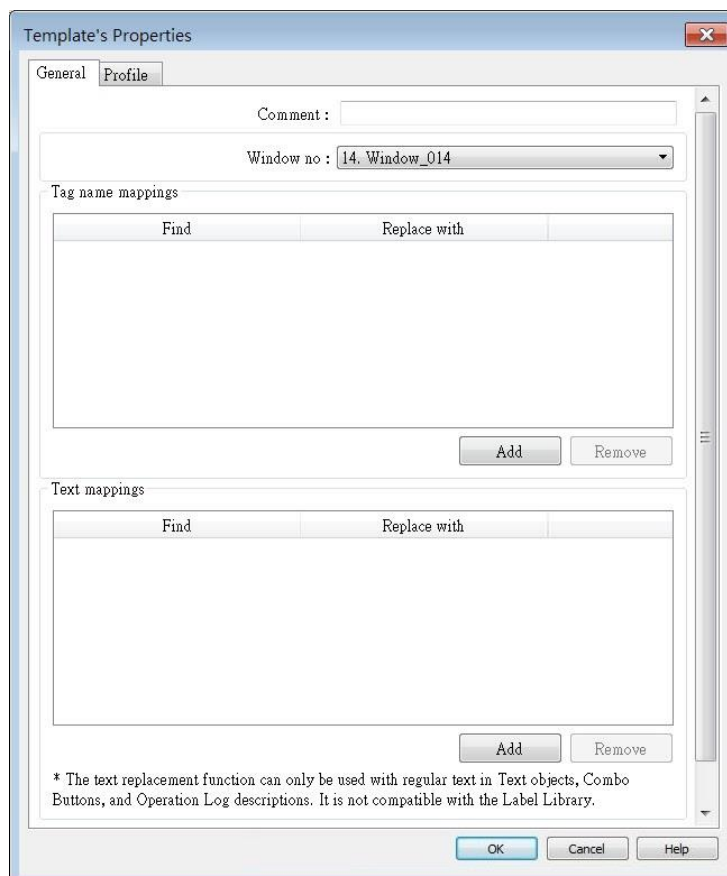 Template's Properties
General Profile
Comment :
Window no : 14. Window_014
Tag name mappings
Find Replace with
Add Remove
Text mappings
Find Replace with
Add Remove
* The text replacement function can only be used with regular text in Text objects, Combo
Buttons, and Operation Log descriptions. It is not compatible with the Label Library.
OK Cancel Help